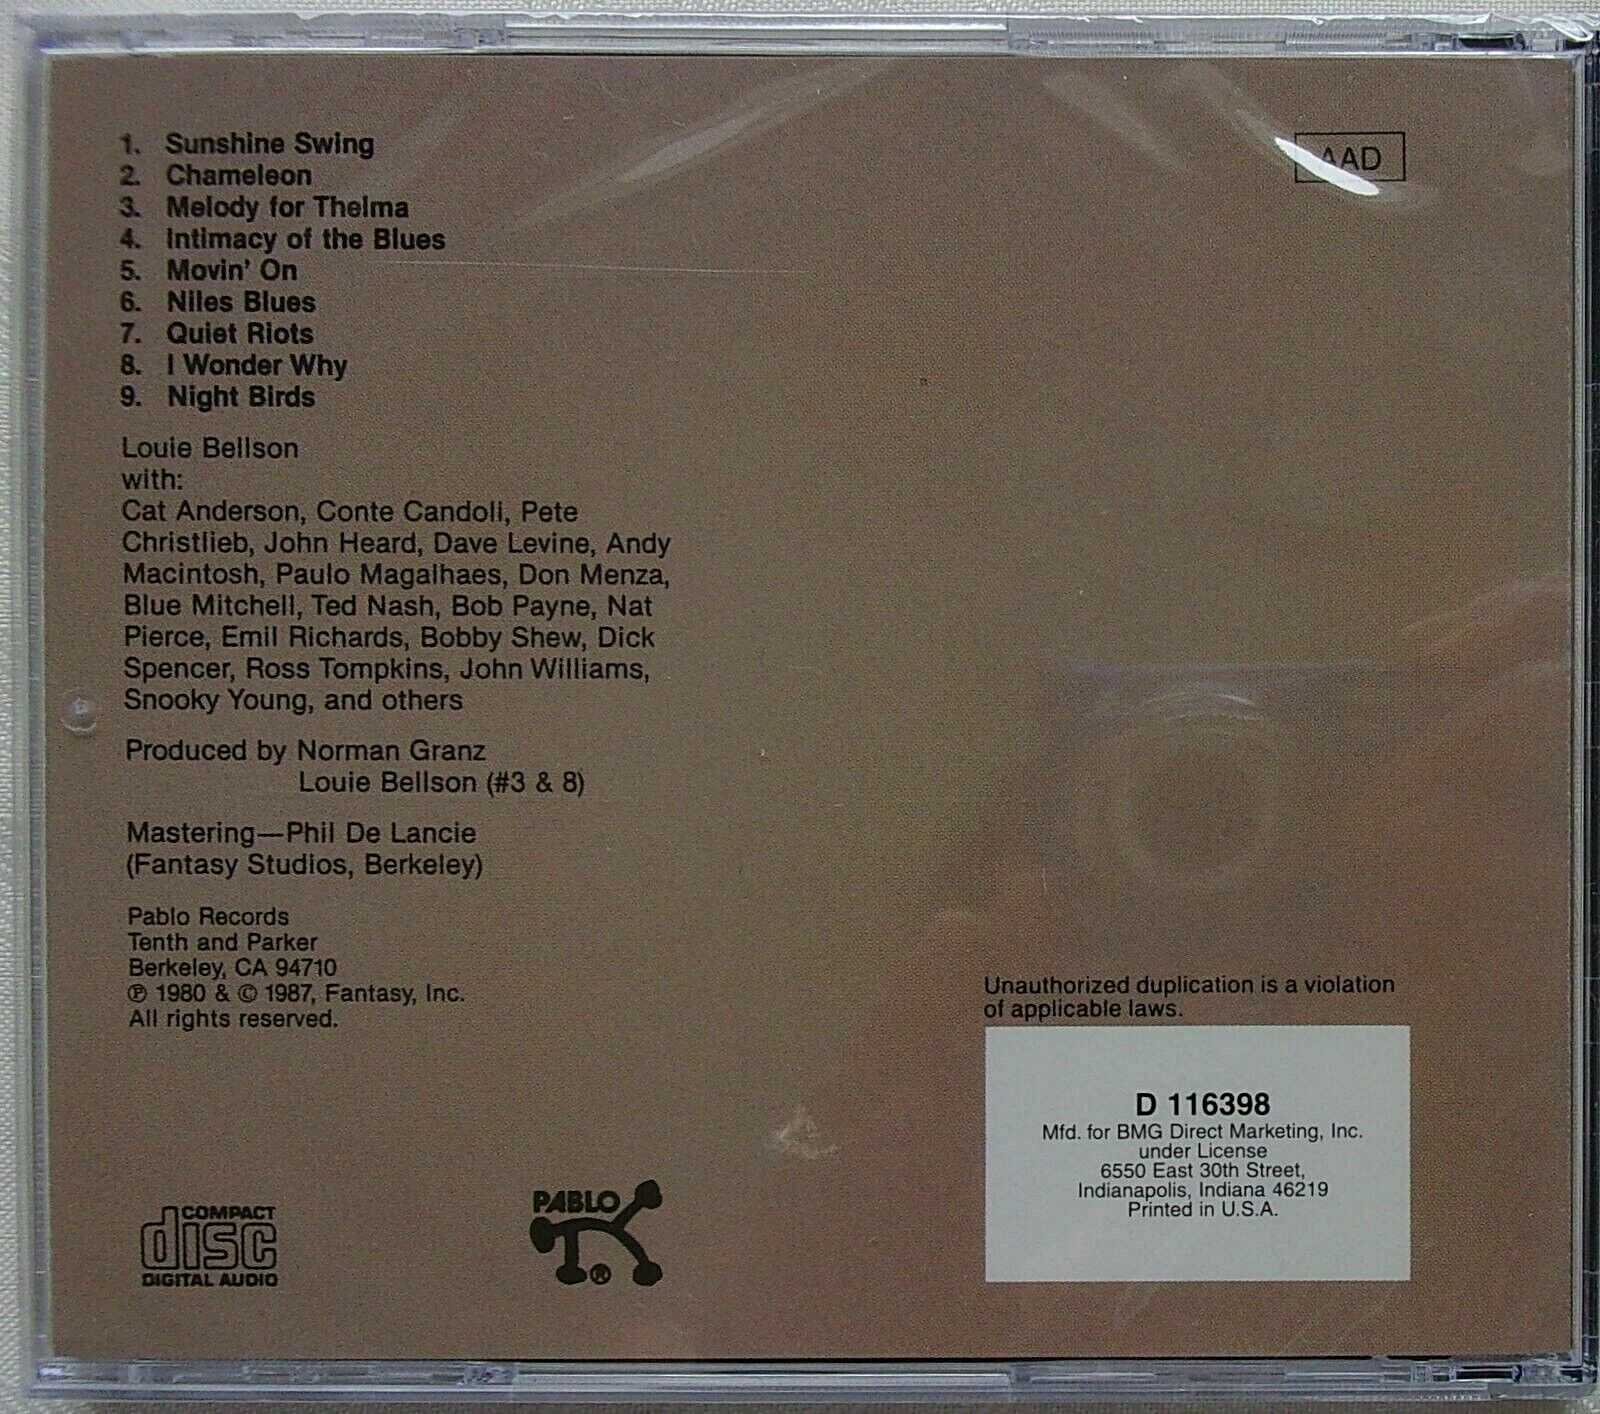 1. Sunshine Swing
2. Chameleon
3. Melody for Thelma
4. Intimacy of the Blues
5. Movin' On
6. Niles Blues
7. Quiet Riots
8. I Wonder Why
9. Night Birds
AAD
Louie Bellson
with:
Cat Anderson, Conte Candoli, Pete
Christlieb, John Heard, Dave Levine, Andy
Macintosh, Paulo Magalhaes, Don Menza,
Blue Mitchell, Ted Nash, Bob Payne, Nat
Pierce, Emil Richards, Bobby Shew, Dick
Spencer, Ross Tompkins, John Williams,
Snooky Young, and others
Produced by Norman Granz
Louie Bellson (#3 & 8)
Mastering—Phil De Lancie
(Fantasy Studios, Berkeley)
Pablo Records
Tenth and Parker
Berkeley, CA 94710
℗ 1980 & © 1987, Fantasy, Inc.
All rights reserved.
Unauthorized duplication is a violation
of applicable laws.
D 116398
Mfd. for BMG Direct Marketing, Inc.
under License
6550 East 30th Street,
Indianapolis, Indiana 46219
Printed in U.S.A.
COMPACT
disc
DIGITAL AUDIO
PABLO
®